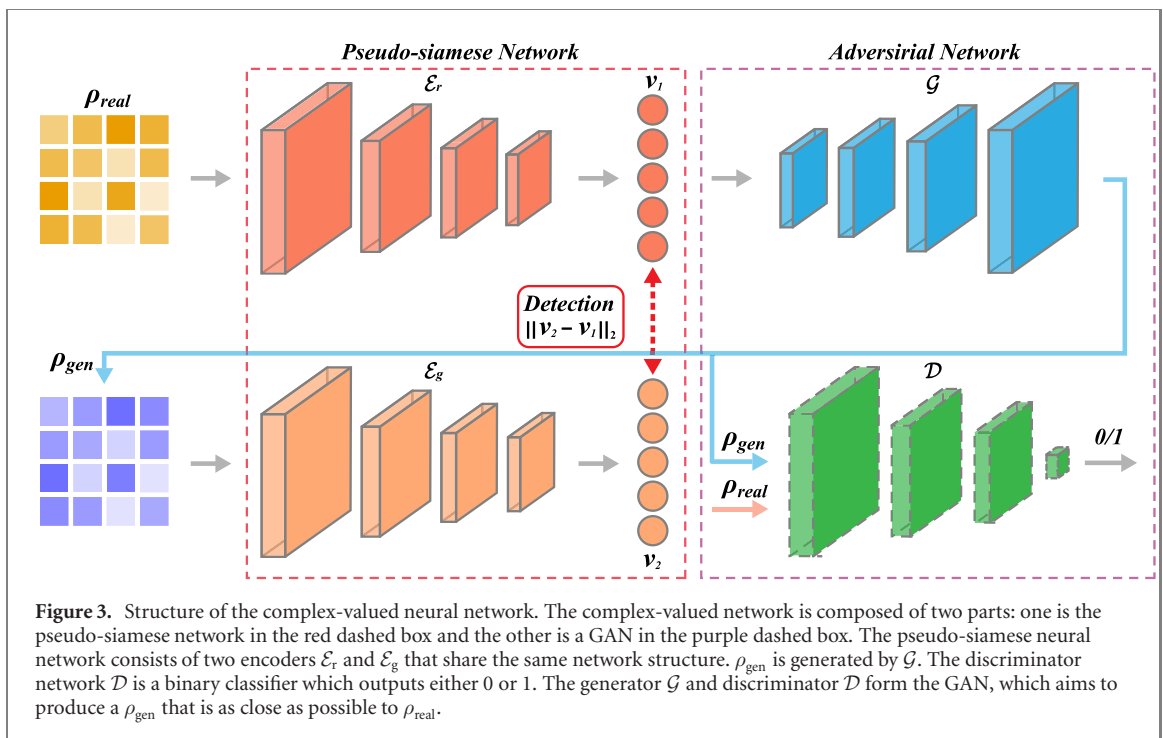 Pseudo-siamese Network
Adversirial Network
ρreal
ℰr
v1
𝒢
Detection
||v2 − v1||2
ρgen
ℰg
𝒟
ρgen
0/1
ρreal
v2
Figure 3. Structure of the complex-valued neural network. The complex-valued network is composed of two parts: one is the
pseudo-siamese network in the red dashed box and the other is a GAN in the purple dashed box. The pseudo-siamese neural
network consists of two encoders ℰr and ℰg that share the same network structure. ρgen is generated by 𝒢. The discriminator
network 𝒟 is a binary classifier which outputs either 0 or 1. The generator 𝒢 and discriminator 𝒟 form the GAN, which aims to
produce a ρgen that is as close as possible to ρreal.